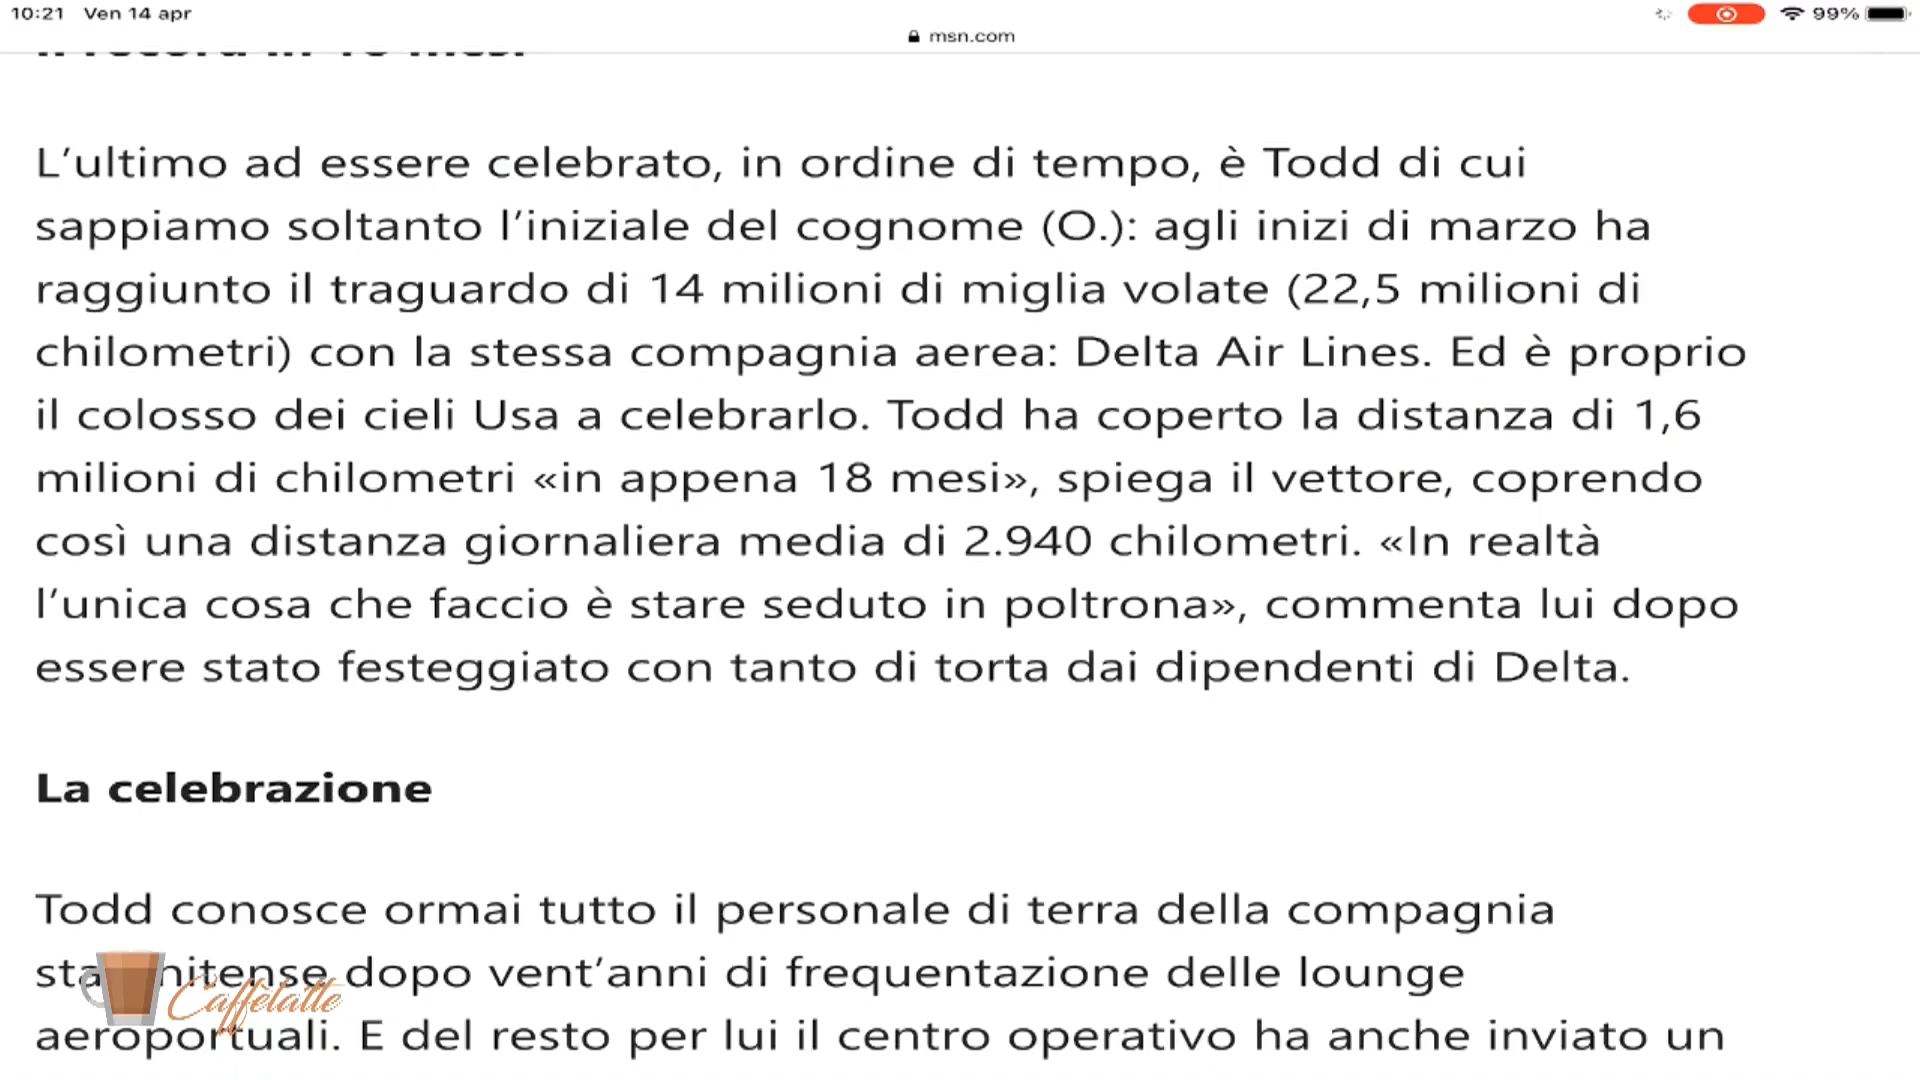 10:21 Ven 14 apr
99%
msn.com
Il record in 18 mesi
L’ultimo ad essere celebrato, in ordine di tempo, è Todd di cui
sappiamo soltanto l’iniziale del cognome (O.): agli inizi di marzo ha
raggiunto il traguardo di 14 milioni di miglia volate (22,5 milioni di
chilometri) con la stessa compagnia aerea: Delta Air Lines. Ed è proprio
il colosso dei cieli Usa a celebrarlo. Todd ha coperto la distanza di 1,6
milioni di chilometri «in appena 18 mesi», spiega il vettore, coprendo
così una distanza giornaliera media di 2.940 chilometri. «In realtà
l’unica cosa che faccio è stare seduto in poltrona», commenta lui dopo
essere stato festeggiato con tanto di torta dai dipendenti di Delta.
La celebrazione
Todd conosce ormai tutto il personale di terra della compagnia
dopo vent’anni di frequentazione delle lounge
Caffèlatte
aeroportuali. E del resto per lui il centro operativo ha anche inviato un